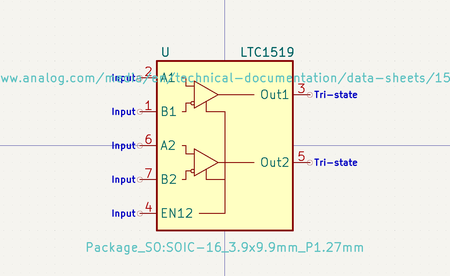 U LTC1519
Input 2 A1
ww.analog.com/media/en/technical-documentation/data-sheets/15
Out1 3 Tri-state
Input 1 B1
Input 6 A2
Out2 5 Tri-state
Input 7 B2
Input 4 EN12
Package_SO:SOIC-16_3.9x9.9mm_P1.27mm